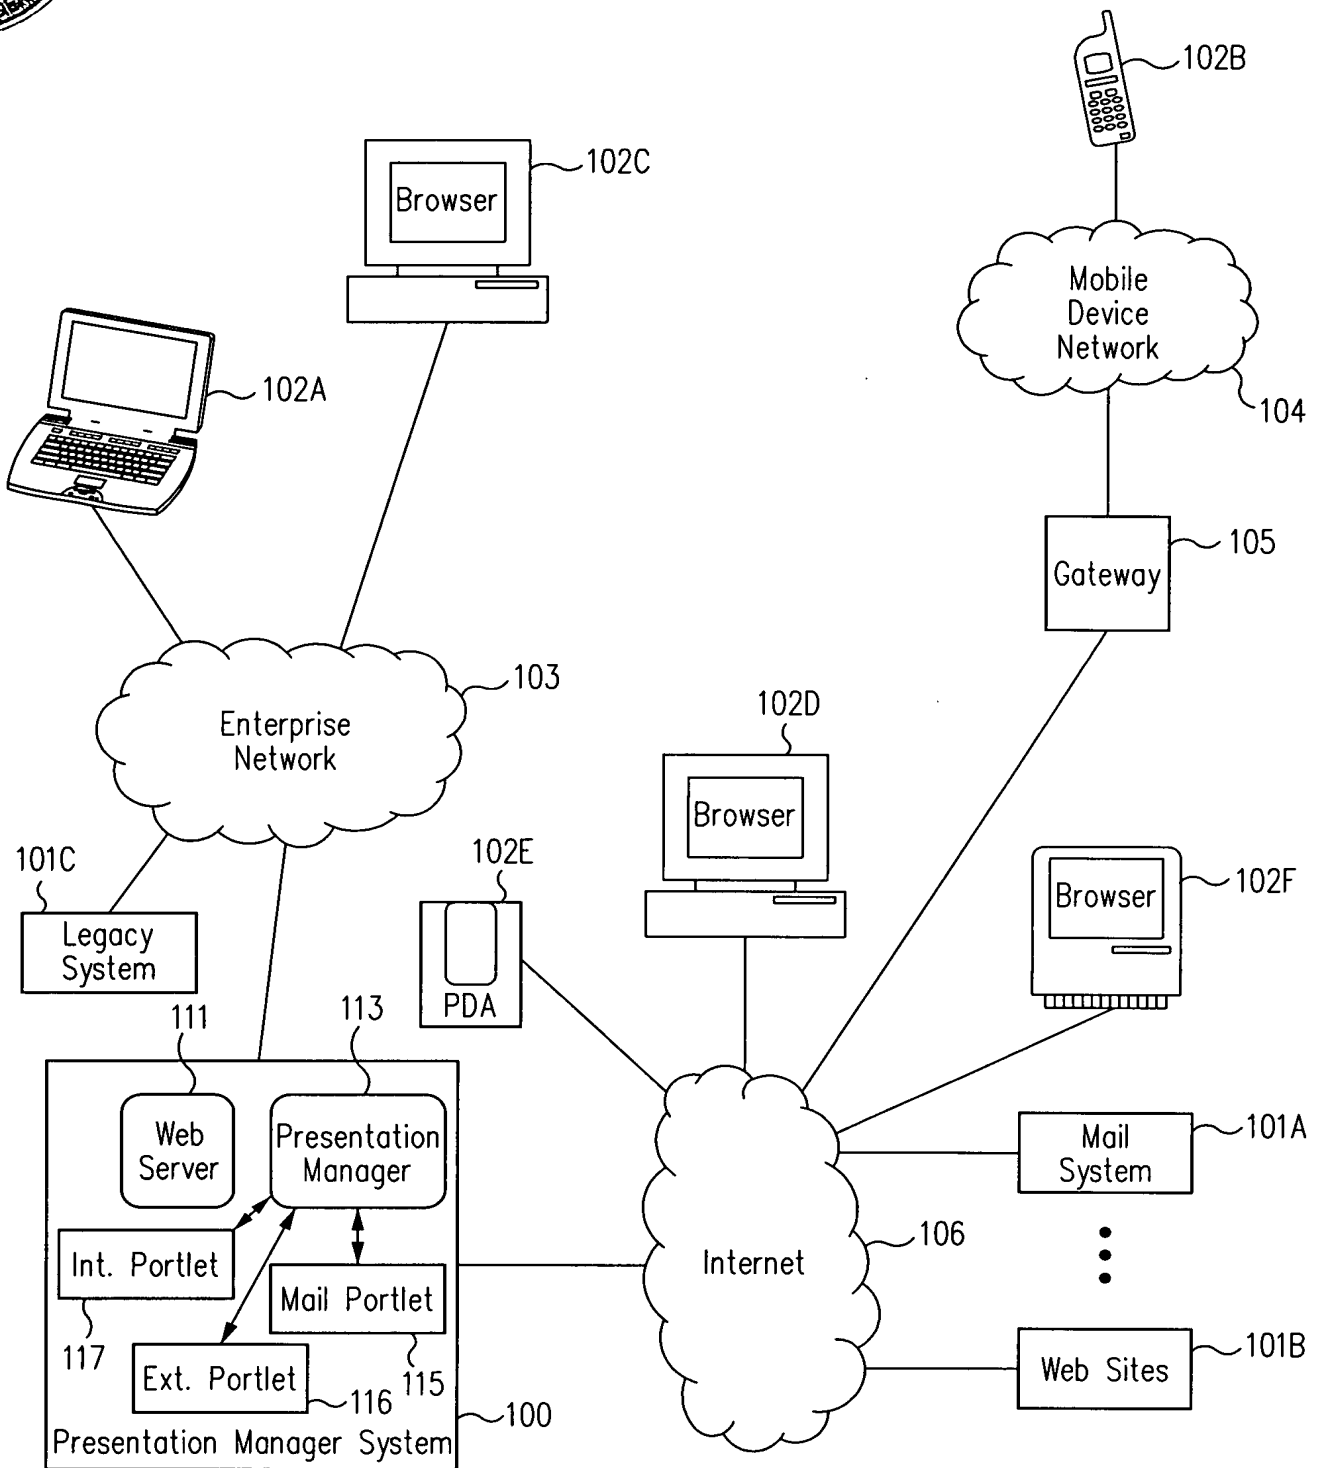 102B
102C
Browser
Mobile
Device
Network
102A
104
105
Gateway
103
Enterprise
Network
102D
Browser
101C
102E
102F
Browser
Legacy
System
PDA
111
113
Web
Server
Presentation
Manager
101A
Mail
System
106
Internet
Int. Portlet
Mail Portlet
117
101B
Web Sites
Ext. Portlet
115
116
100
Presentation Manager System